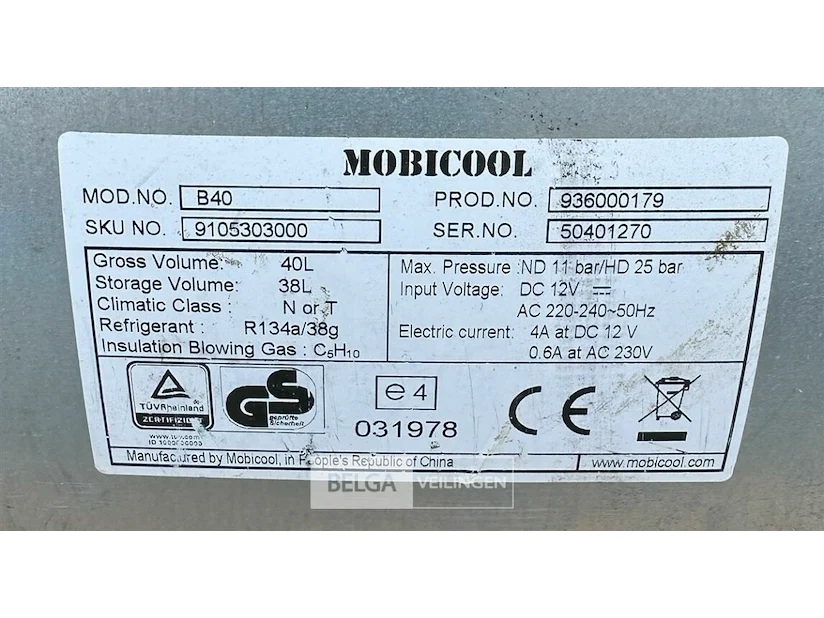 MOBICOOL
MOD.NO. B40 PROD.NO. 936000179
SKU NO. 9105303000 SER.NO. 50401270
Gross Volume: 40L
Storage Volume: 38L
Climatic Class : N or T
Refrigerant : R134a/38g
Insulation Blowing Gas : C₅H₁₀
Max. Pressure :ND 11 bar/HD 25 bar
Input Voltage: DC 12V
AC 220-240~50Hz
Electric current: 4A at DC 12 V
0.6A at AC 230V
TÜVRheinland
ZERTIFIZIERT
www.tuv.com
GS
geprüfte
Sicherheit
e4
031978
CE
Manufactured by Mobicool, in People's Republic of China
www.mobicool.com
BELGA VEILINGEN